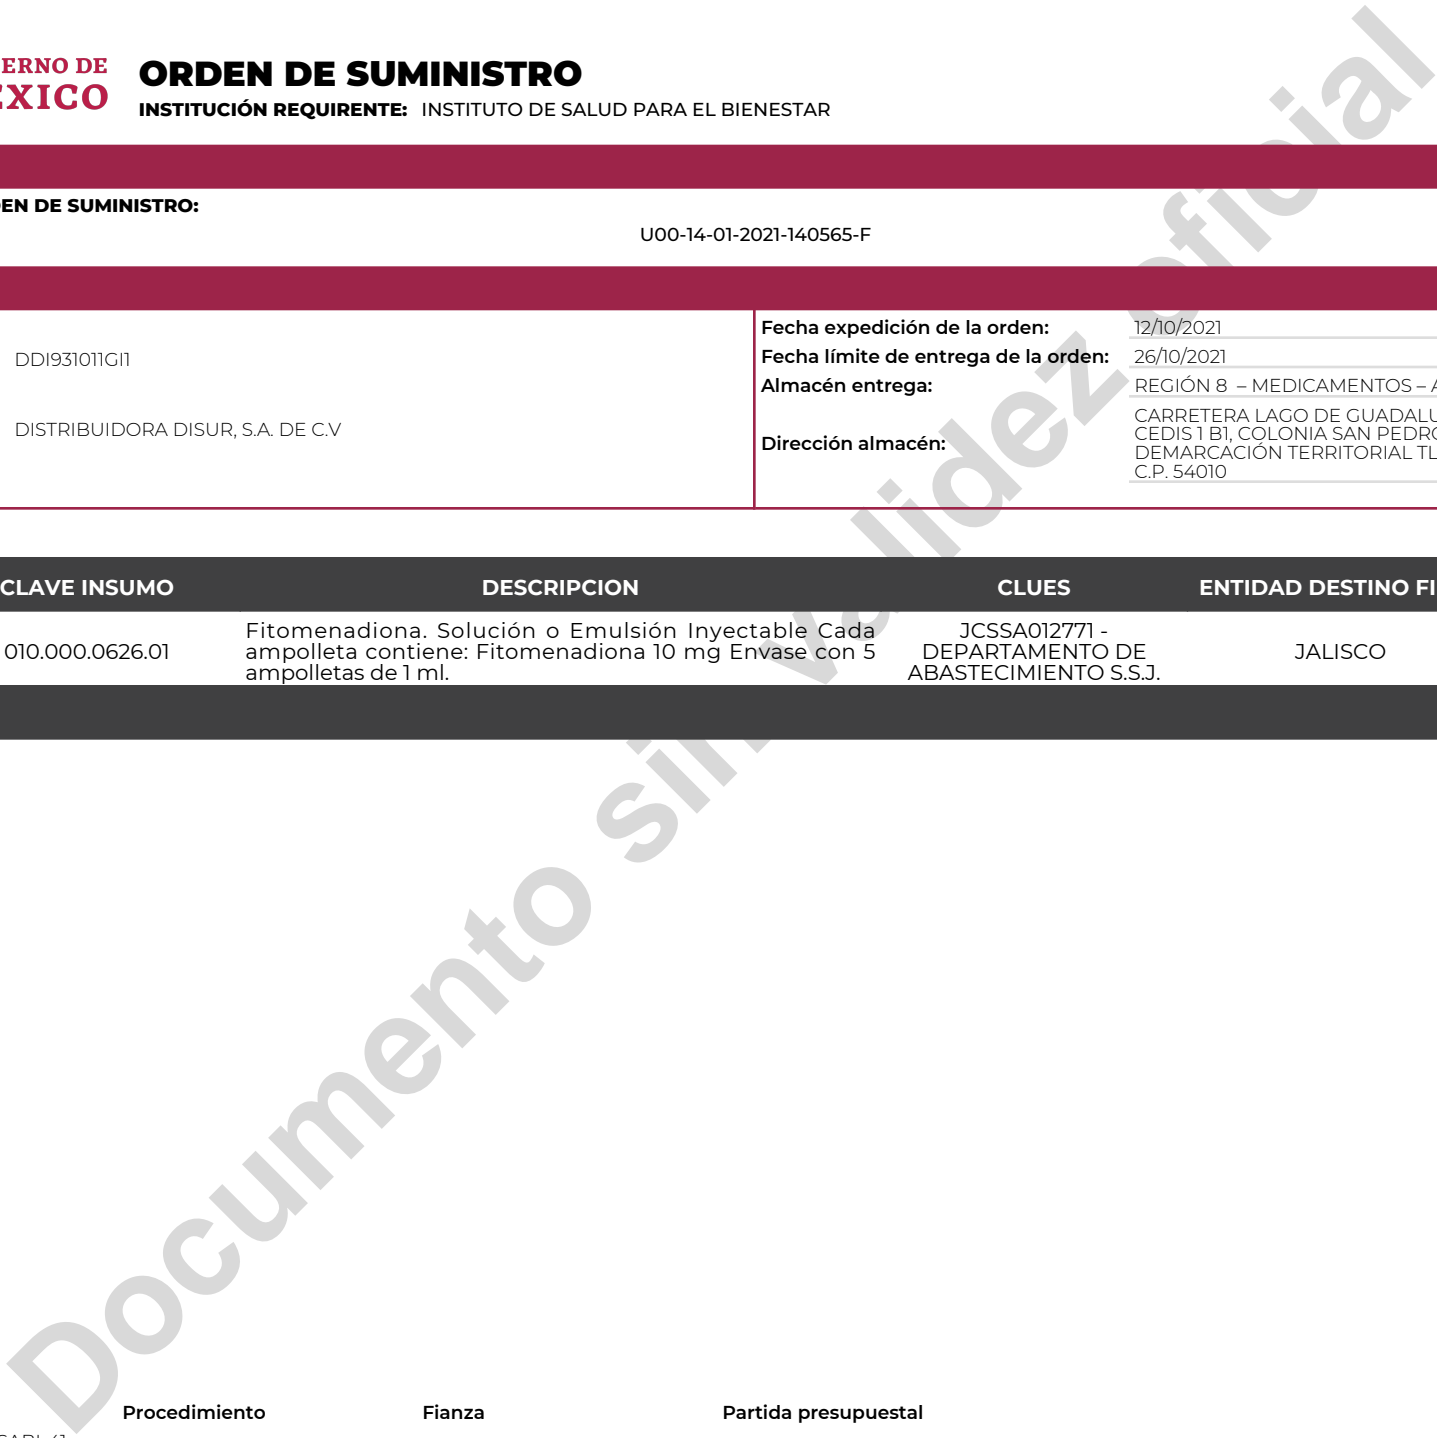 ERNO DE
EXICO
ORDEN DE SUMINISTRO
INSTITUCIÓN REQUIRENTE: INSTITUTO DE SALUD PARA EL BIENESTAR
EN DE SUMINISTRO:
U00-14-01-2021-140565-F
DDI931011GI1
DISTRIBUIDORA DISUR, S.A. DE C.V
Fecha expedición de la orden: 12/10/2021
Fecha límite de entrega de la orden: 26/10/2021
Almacén entrega: REGIÓN 8 – MEDICAMENTOS – A
Dirección almacén:
CARRETERA LAGO DE GUADALU
CEDIS 1 B1, COLONIA SAN PEDRO
DEMARCACIÓN TERRITORIAL TL
C.P. 54010
CLAVE INSUMO DESCRIPCION CLUES ENTIDAD DESTINO FI
010.000.0626.01
Fitomenadiona. Solución o Emulsión Inyectable Cada
ampolleta contiene: Fitomenadiona 10 mg Envase con 5
ampolletas de 1 ml.
JCSSA012771 -
DEPARTAMENTO DE
ABASTECIMIENTO S.S.J.
JALISCO
Documento sin validez oficial
Procedimiento Fianza Partida presupuestal